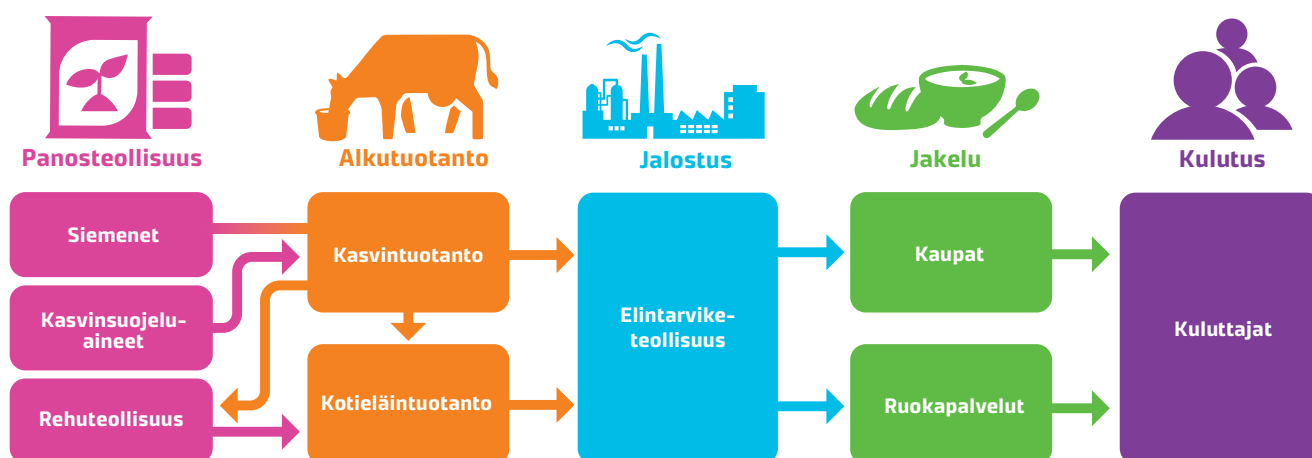 Panosteollisuus
Alkutuotanto
Jalostus
Jakelu
Kulutus
Siemenet
Kasvinsuojelu-
aineet
Rehuteollisuus
Kasvintuotanto
Kotieläintuotanto
Elintarvike-
teollisuus
Kaupat
Ruokapalvelut
Kuluttajat